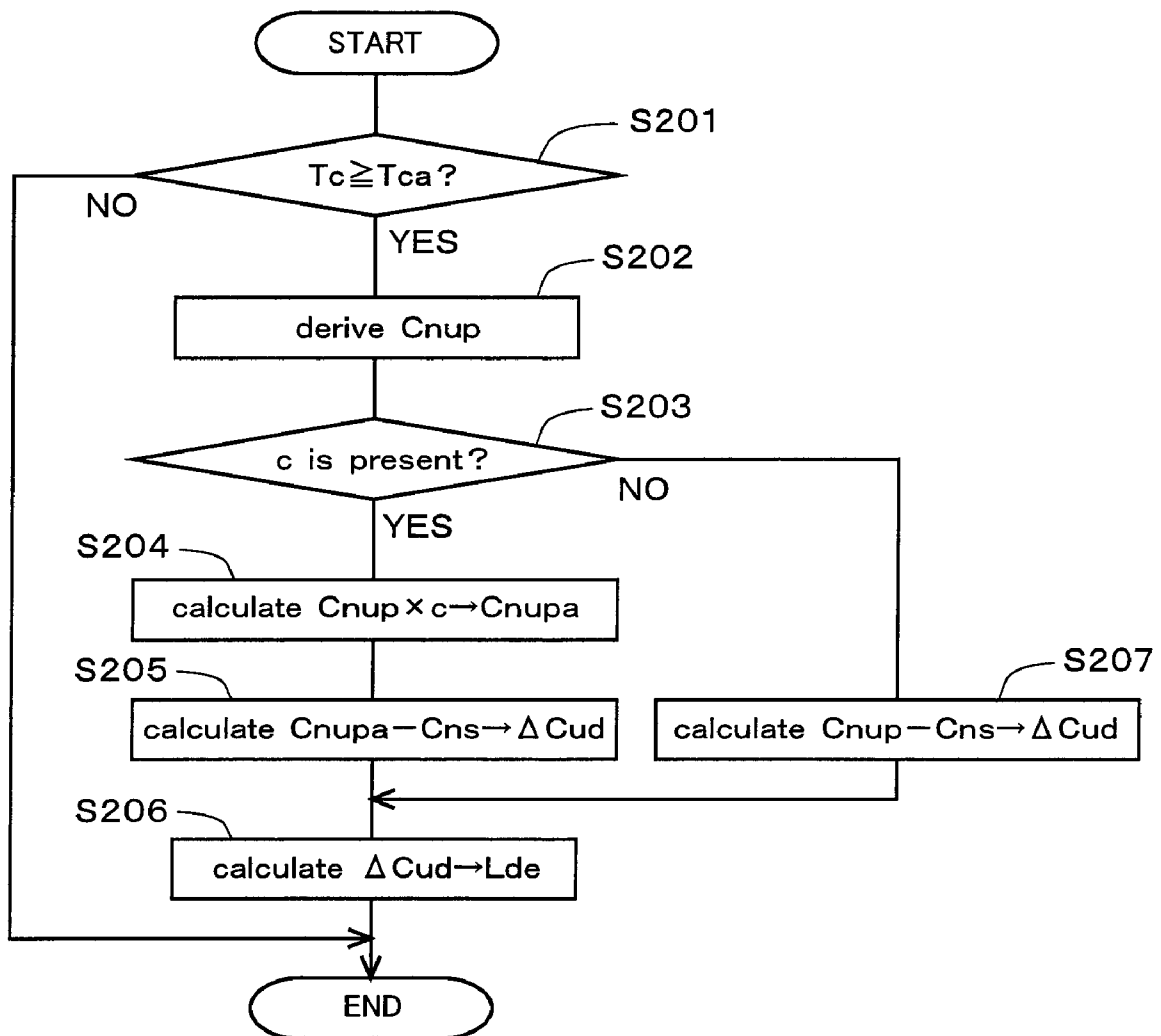 START
S201
Tc≧Tca?
NO
YES
S202
derive Cnup
S203
c is present?
NO
YES
S204
calculate Cnup×c→Cnupa
S205
calculate Cnupa−Cns→ΔCud
S207
calculate Cnup−Cns→ΔCud
S206
calculate ΔCud→Lde
END